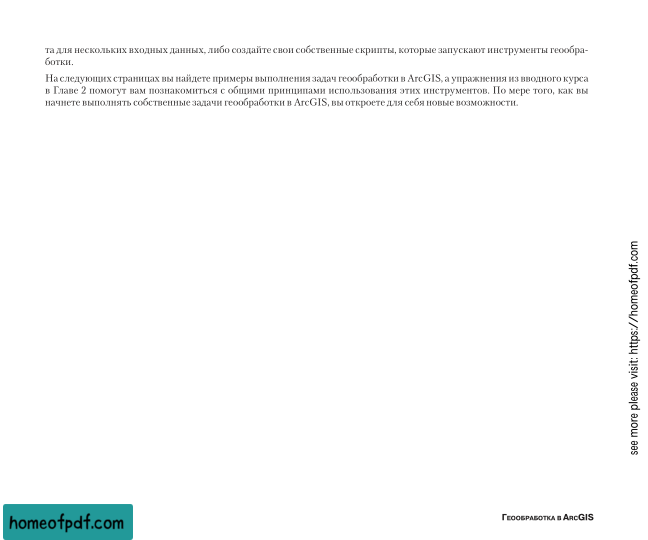 та для нескольких входных данных, либо создайте свои собственные скрипты, которые запускают инструменты геообра-
ботки.
На следующих страницах вы найдете примеры выполнения задач геообработки в ArcGIS, а упражнения из вводного курса
в Главе 2 помогут вам познакомиться с общими принципами использования этих инструментов. По мере того, как вы
начнете выполнять собственные задачи геообработки в ArcGIS, вы откроете для себя новые возможности.
see more please visit: https://homeofpdf.com
homeofpdf.com
Геообработка в ArcGIS